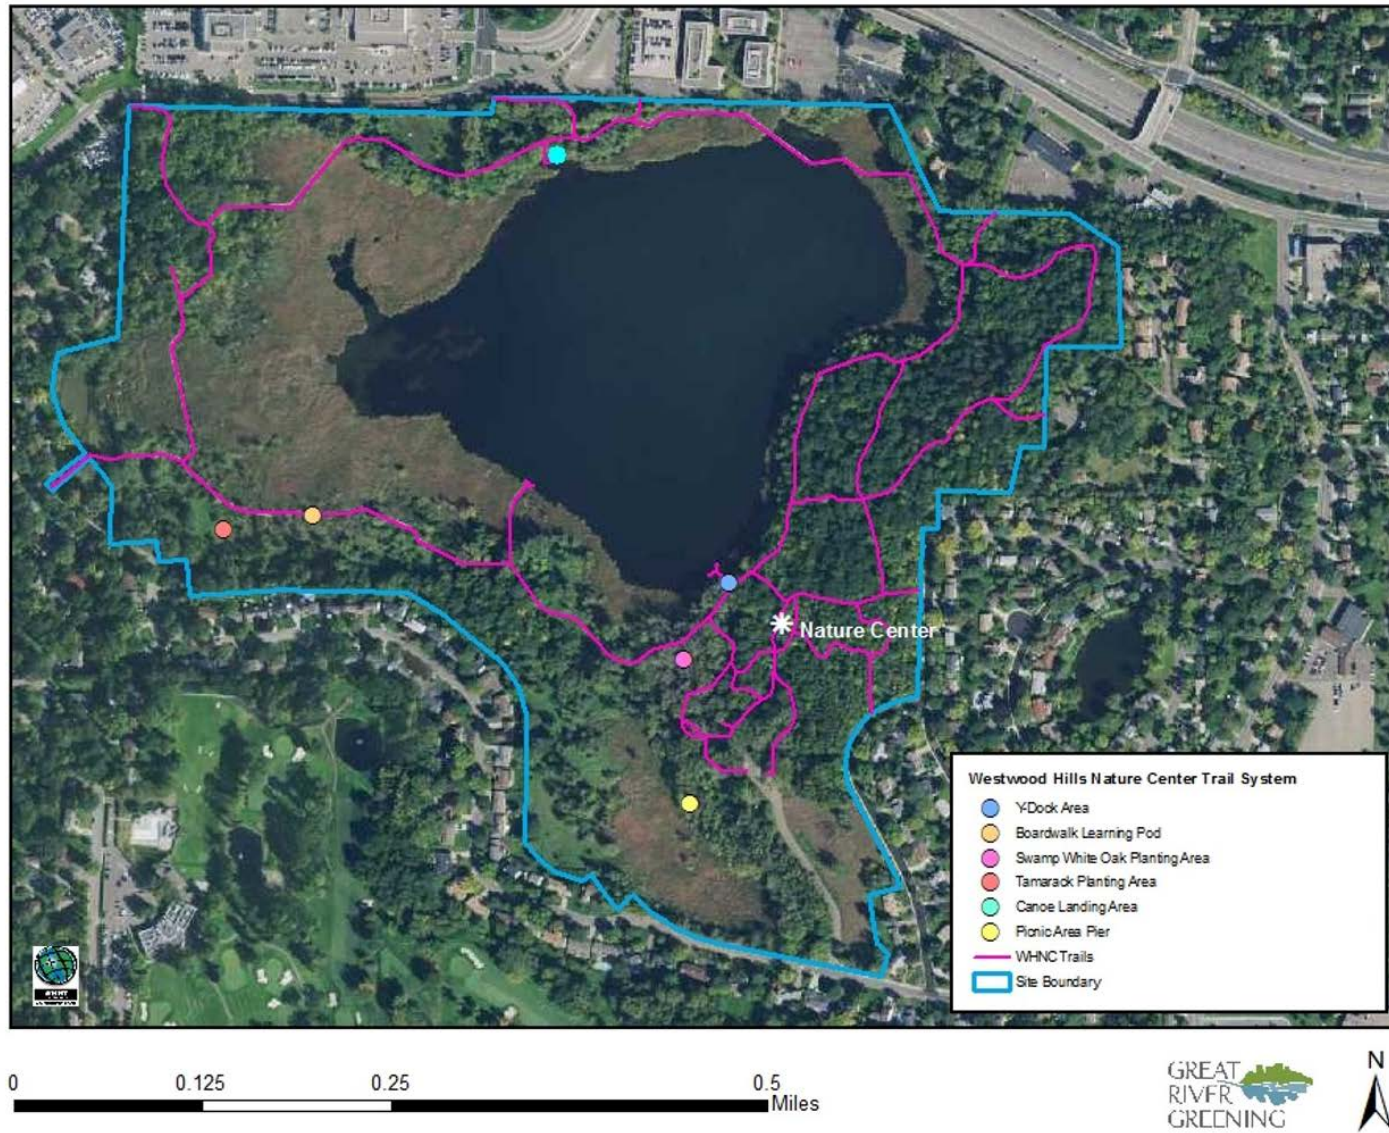 Nature Center
Westwood Hills Nature Center Trail System
Y-Dock Area
Boardwalk Learning Pod
Swamp White Oak Planting Area
Tamarack Planting Area
Canoe Landing Area
Picnic Area Pier
WHNC Trails
Site Boundary
0 0.125 0.25 0.5
Miles
GREAT
RIVER
GREENING
N